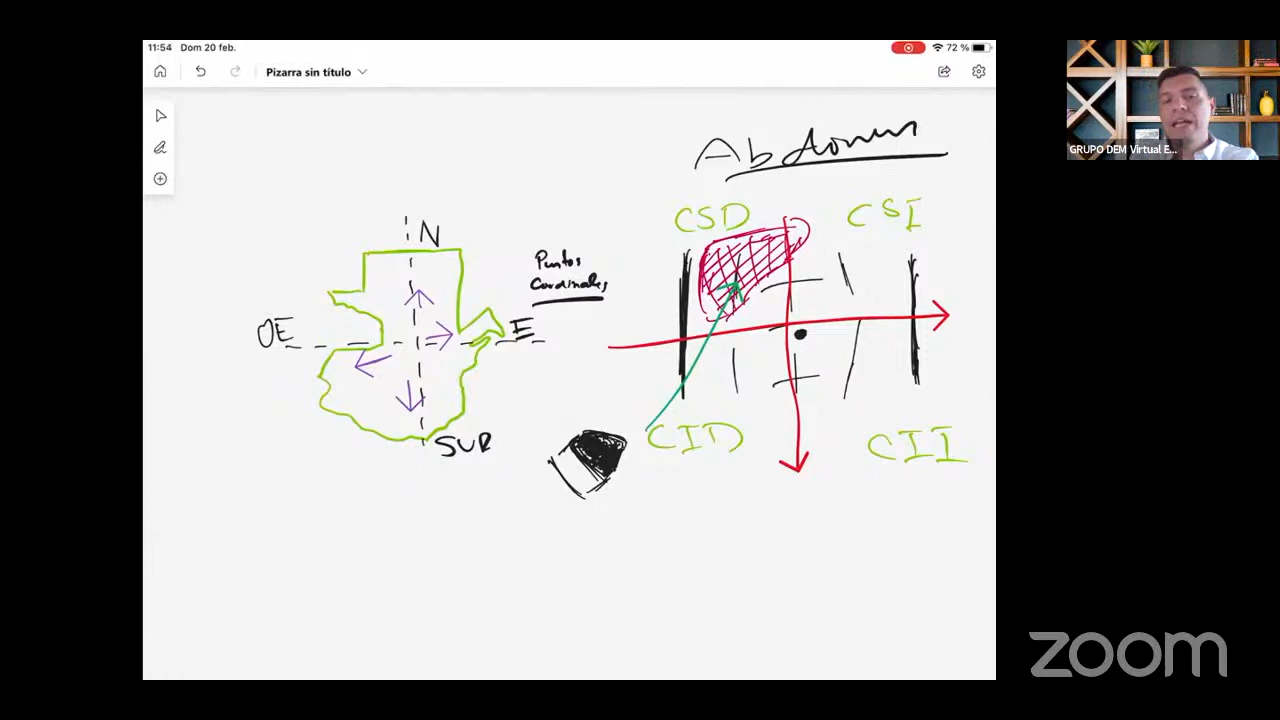 11:54 Dom 20 feb.
72 %
Pizarra sin título
GRUPO DEM Virtual E...
Abdomen
CSD
CSI
N
Puntos
Cardinales
OE
E
SUR
CID
CII
zoom